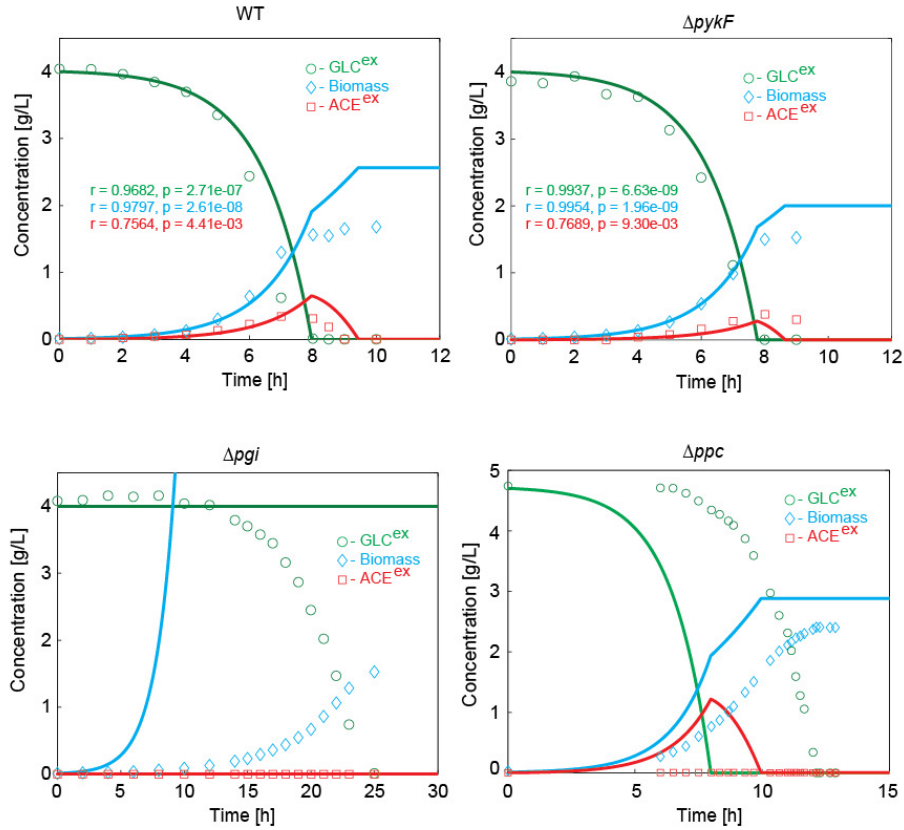 WT
Concentration [g/L]
4
3
2
1
0
○ - GLCᵉˣ
◇ - Biomass
□ - ACEᵉˣ
r = 0.9682, p = 2.71e-07
r = 0.9797, p = 2.61e-08
r = 0.7564, p = 4.41e-03
0 2 4 6 8 10 12
Time [h]
ΔpykF
Concentration [g/L]
4
3
2
1
0
○ - GLCᵉˣ
◇ - Biomass
□ - ACEᵉˣ
r = 0.9937, p = 6.63e-09
r = 0.9954, p = 1.96e-09
r = 0.7689, p = 9.30e-03
0 2 4 6 8 10 12
Time [h]
Δpgi
Concentration [g/L]
4
3
2
1
0
○ - GLCᵉˣ
◇ - Biomass
□ - ACEᵉˣ
0 5 10 15 20 25 30
Time [h]
Δppc
Concentration [g/L]
5
4
3
2
1
0
○ - GLCᵉˣ
◇ - Biomass
□ - ACEᵉˣ
0 5 10 15
Time [h]